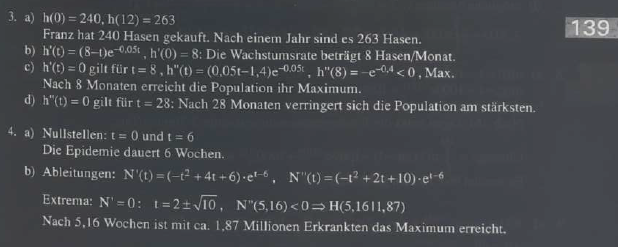 139
3. a) h(0) = 240, h(12) = 263
Franz hat 240 Hasen gekauft. Nach einem Jahr sind es 263 Hasen.
b) h'(t) = (8–t)e^–0,05t , h'(0) = 8: Die Wachstumsrate beträgt 8 Hasen/Monat.
c) h'(t) = 0 gilt für t = 8 , h''(t) = (0,05t–1,4)e^–0,05t , h''(8) = –e^–0,4 < 0 , Max.
Nach 8 Monaten erreicht die Population ihr Maximum.
d) h''(t) = 0 gilt für t = 28: Nach 28 Monaten verringert sich die Population am stärksten.
4. a) Nullstellen: t = 0 und t = 6
Die Epidemie dauert 6 Wochen.
b) Ableitungen: N'(t) = (–t² + 4t + 6)·e^t–6 , N''(t) = (–t² + 2t + 10)·e^t–6
Extrema: N' = 0: t = 2 ± √10 , N''(5,16) < 0 ⇒ H(5,16 | 1,87)
Nach 5,16 Wochen ist mit ca. 1,87 Millionen Erkrankten das Maximum erreicht.